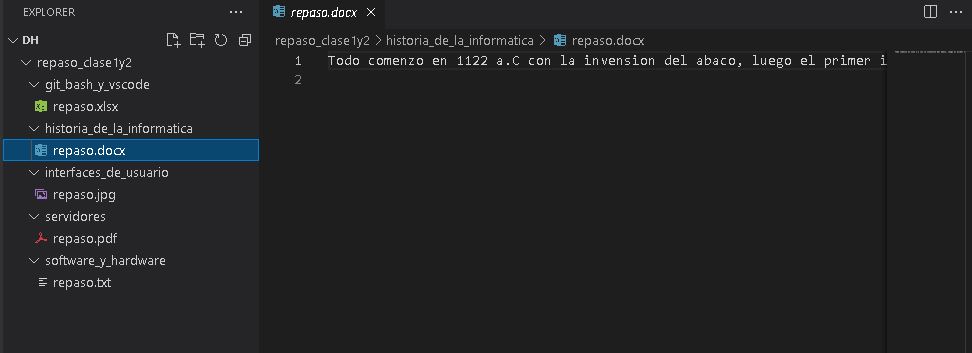 EXPLORER
DH
repaso_clase1y2
git_bash_y_vscode
repaso.xlsx
historia_de_la_informatica
repaso.docx
interfaces_de_usuario
repaso.jpg
servidores
repaso.pdf
software_y_hardware
repaso.txt
repaso.docx
repaso_clase1y2 > historia_de_la_informatica > repaso.docx
1 Todo comenzo en 1122 a.C con la invension del abaco, luego el primer i
2